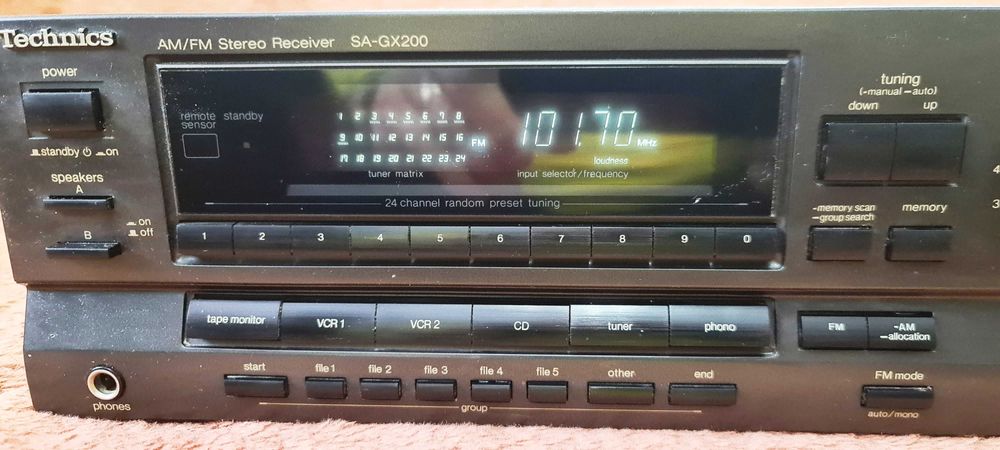 Technics
AM/FM Stereo Receiver SA-GX200
power
standby on
speakers
A
B
on
off
remote sensor standby
1 2 3 4 5 6 7 8
9 10 11 12 13 14 15 16
17 18 19 20 21 22 23 24
FM
tuner matrix
101.70 MHz
loudness
input selector/frequency
24 channel random preset tuning
1 2 3 4 5 6 7 8 9 0
tuning
(-manual -auto)
down up
-memory scan
-group search
memory
4
3
tape monitor VCR 1 VCR 2 CD tuner phono
FM -AM
-allocation
start file 1 file 2 file 3 file 4 file 5 other end
group
FM mode
auto/mono
phones